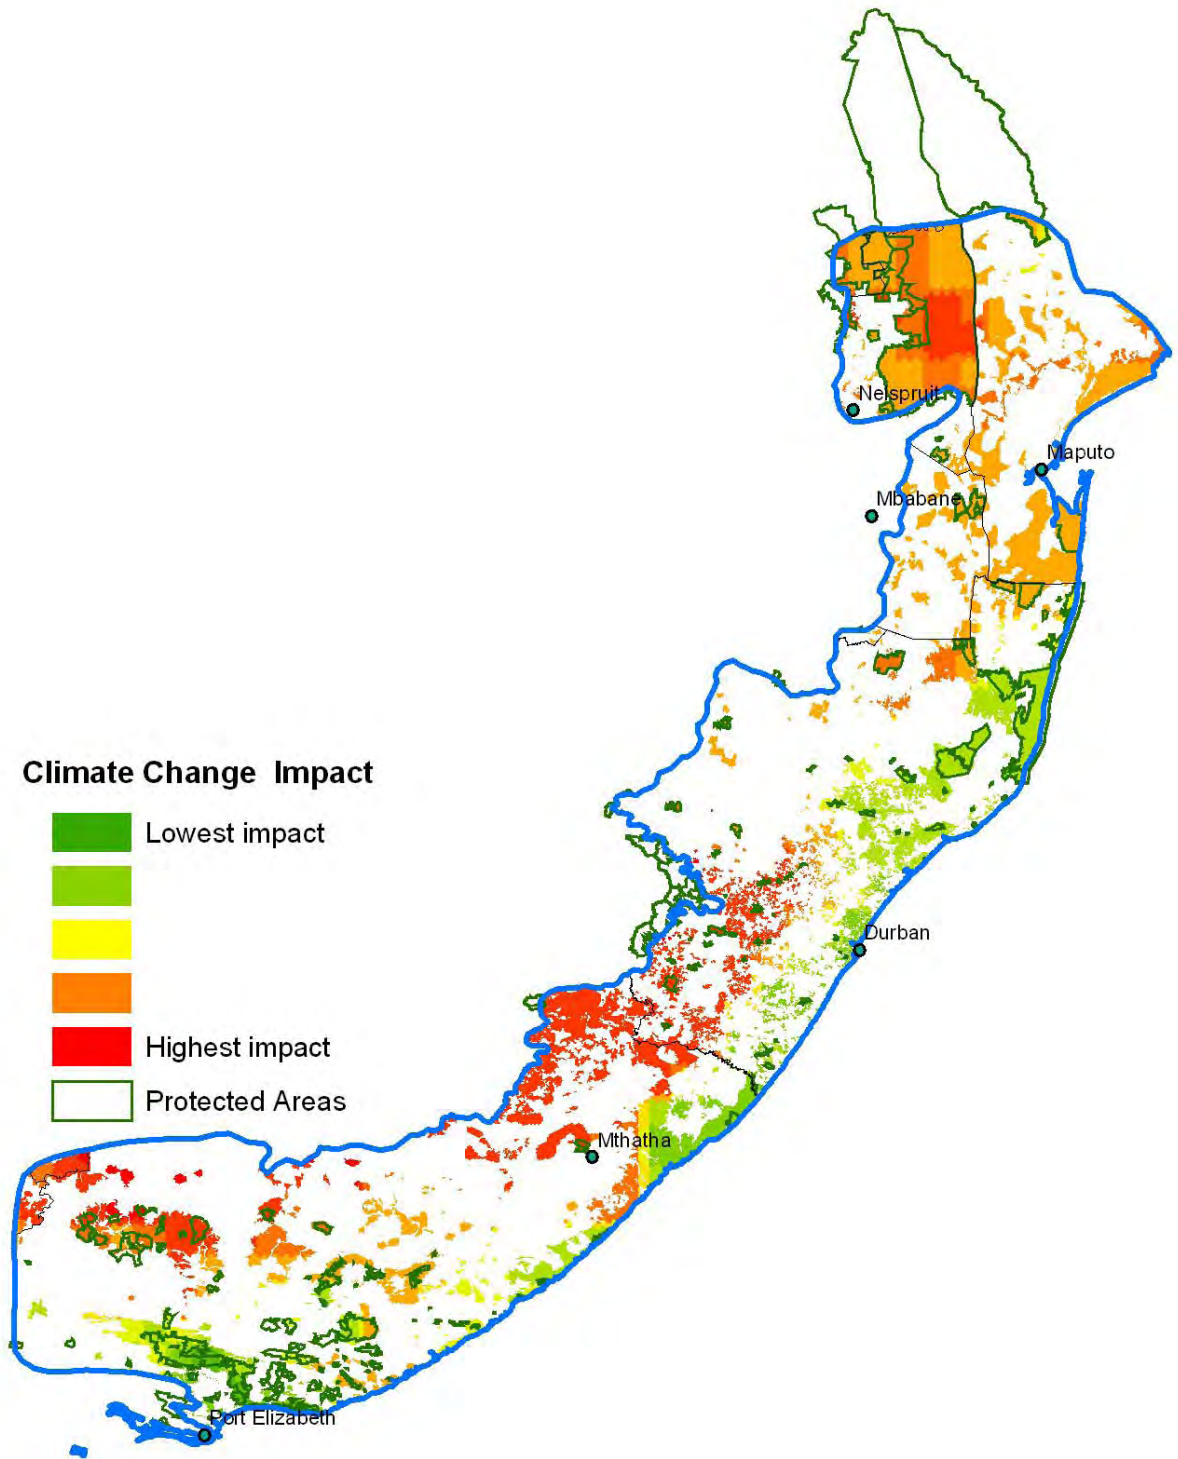 Nelspruit
Maputo
Mbabane
Climate Change Impact
Lowest impact
Durban
Highest impact
Protected Areas
Mthatha
Port Elizabeth